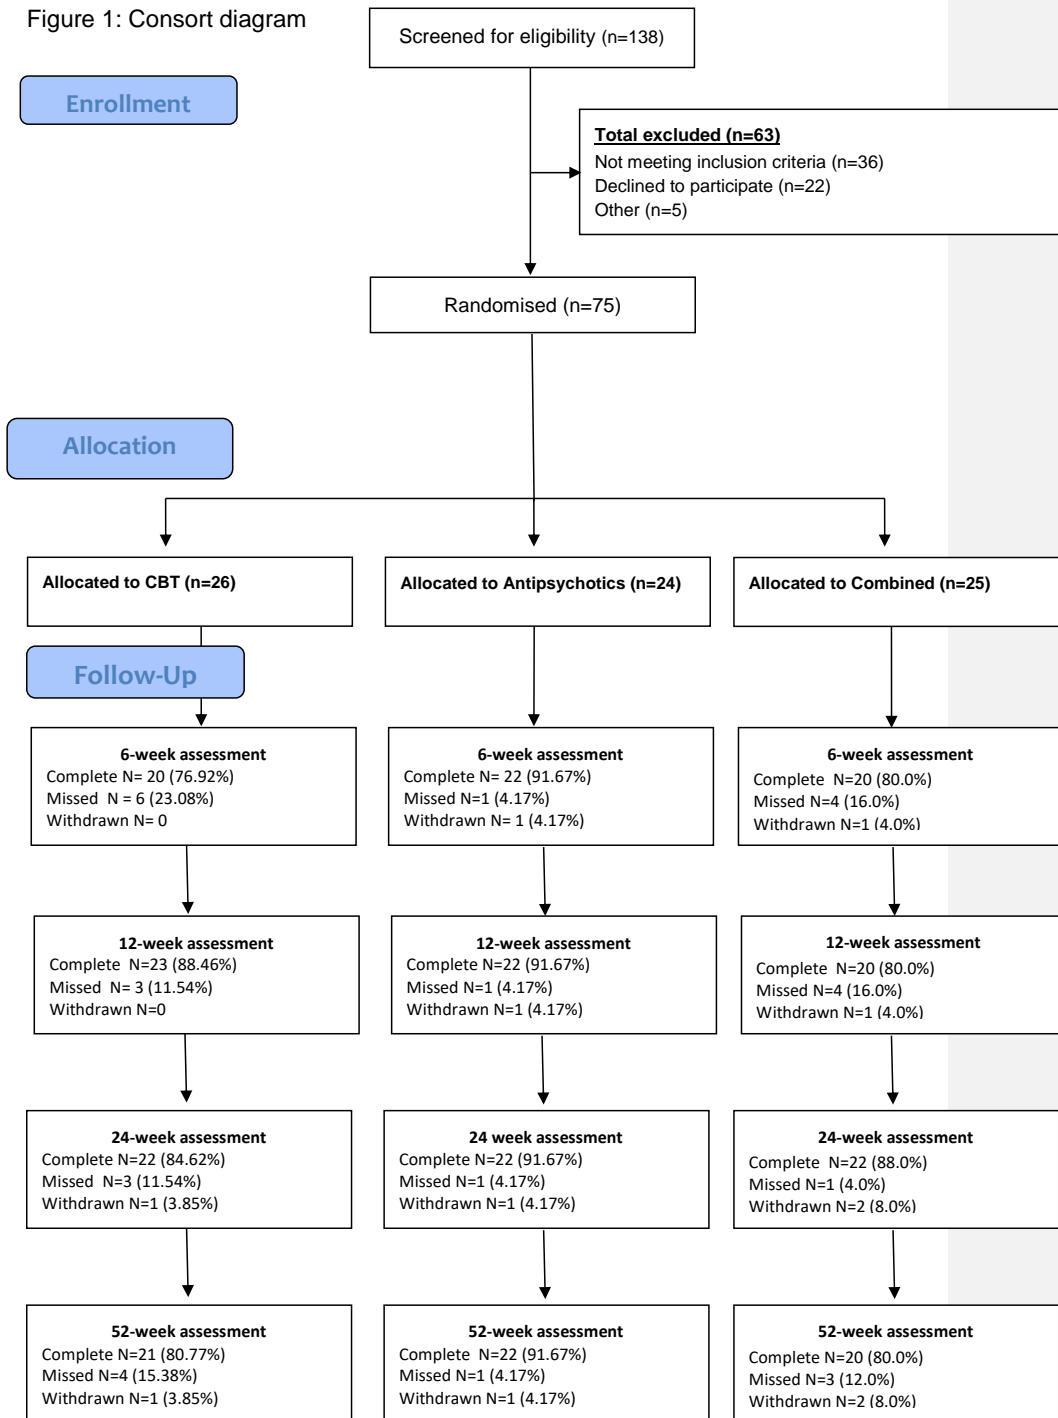 Figure 1: Consort diagram
Screened for eligibility (n=138)
Enrollment
Total excluded (n=63)
Not meeting inclusion criteria (n=36)
Declined to participate (n=22)
Other (n=5)
Randomised (n=75)
Allocation
Allocated to CBT (n=26)
Allocated to Antipsychotics (n=24)
Allocated to Combined (n=25)
Follow-Up
6-week assessment
Complete N= 20 (76.92%)
Missed N = 6 (23.08%)
Withdrawn N= 0
6-week assessment
Complete N= 22 (91.67%)
Missed N=1 (4.17%)
Withdrawn N= 1 (4.17%)
6-week assessment
Complete N=20 (80.0%)
Missed N=4 (16.0%)
Withdrawn N=1 (4.0%)
12-week assessment
Complete N=23 (88.46%)
Missed N= 3 (11.54%)
Withdrawn N=0
12-week assessment
Complete N=22 (91.67%)
Missed N=1 (4.17%)
Withdrawn N=1 (4.17%)
12-week assessment
Complete N=20 (80.0%)
Missed N=4 (16.0%)
Withdrawn N=1 (4.0%)
24-week assessment
Complete N=22 (84.62%)
Missed N=3 (11.54%)
Withdrawn N=1 (3.85%)
24 week assessment
Complete N=22 (91.67%)
Missed N=1 (4.17%)
Withdrawn N=1 (4.17%)
24-week assessment
Complete N=22 (88.0%)
Missed N=1 (4.0%)
Withdrawn N=2 (8.0%)
52-week assessment
Complete N=21 (80.77%)
Missed N=4 (15.38%)
Withdrawn N=1 (3.85%)
52-week assessment
Complete N=22 (91.67%)
Missed N=1 (4.17%)
Withdrawn N=1 (4.17%)
52-week assessment
Complete N=20 (80.0%)
Missed N=3 (12.0%)
Withdrawn N=2 (8.0%)